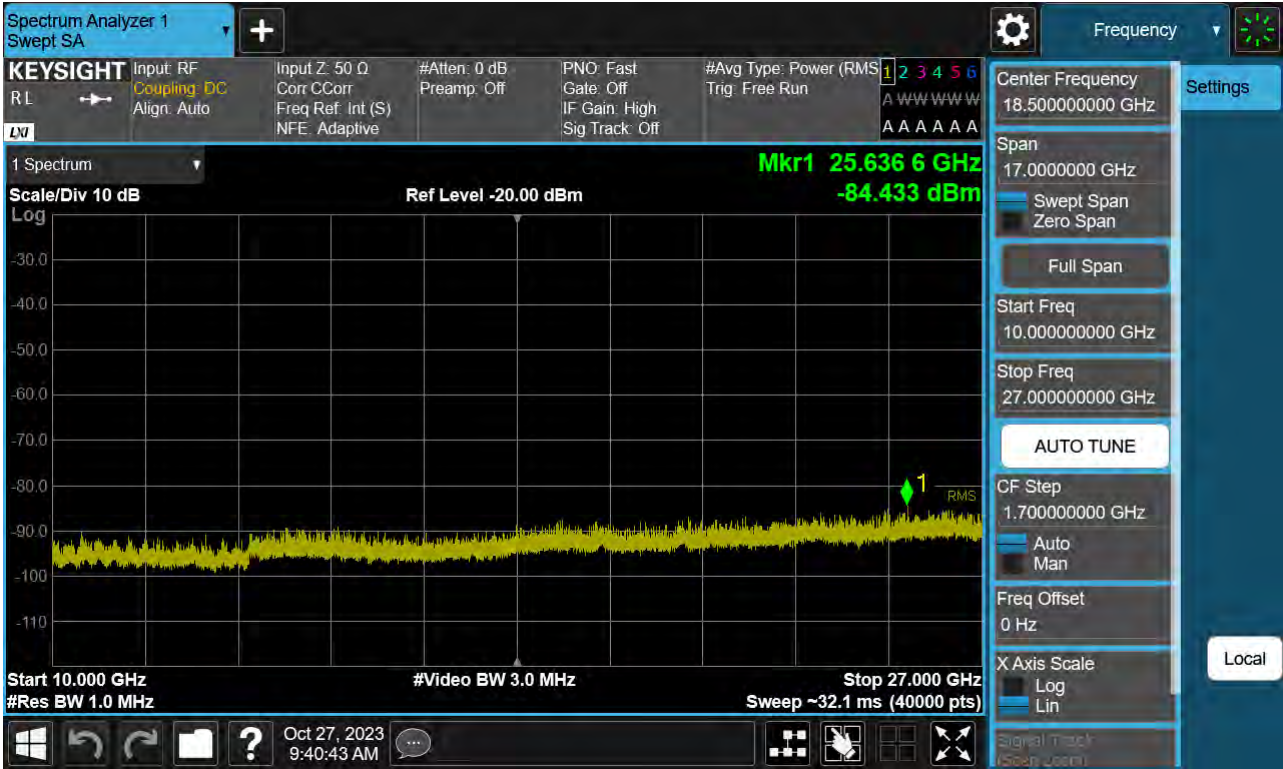 Spectrum Analyzer 1
Swept SA
+
Frequency
KEYSIGHT
R L
LXI
Input: RF
Coupling: DC
Align: Auto
Input Z: 50 Ω
Corr CCorr
Freq Ref: Int (S)
NFE: Adaptive
#Atten: 0 dB
Preamp: Off
PNO: Fast
Gate: Off
IF Gain: High
Sig Track: Off
#Avg Type: Power (RMS
Trig: Free Run
1 2 3 4 5 6
A W W W W W
A A A A A A
1 Spectrum
Scale/Div 10 dB
Log
Ref Level -20.00 dBm
Mkr1 25.636 6 GHz
-84.433 dBm
-30.0
-40.0
-50.0
-60.0
-70.0
-80.0
-90.0
-100
-110
1
RMS
Start 10.000 GHz
#Res BW 1.0 MHz
#Video BW 3.0 MHz
Stop 27.000 GHz
Sweep ~32.1 ms (40000 pts)
Center Frequency
18.500000000 GHz
Span
17.0000000 GHz
Swept Span
Zero Span
Full Span
Start Freq
10.000000000 GHz
Stop Freq
27.000000000 GHz
AUTO TUNE
CF Step
1.700000000 GHz
Auto
Man
Freq Offset
0 Hz
X Axis Scale
Log
Lin
Signal Track
(Span Zoom)
Settings
Local
?
Oct 27, 2023
9:40:43 AM